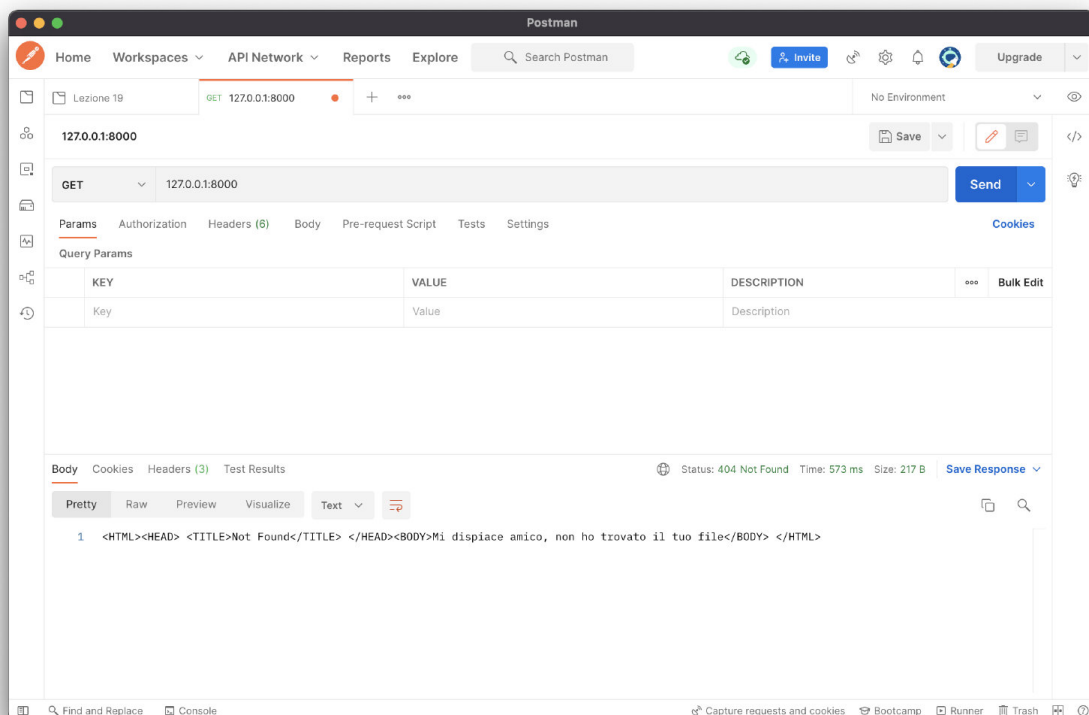 Postman
Home Workspaces API Network Reports Explore Search Postman Invite Upgrade
Lezione 19 GET 127.0.0.1:8000 No Environment
127.0.0.1:8000 Save
GET 127.0.0.1:8000 Send
Params Authorization Headers (6) Body Pre-request Script Tests Settings Cookies
Query Params
KEY VALUE DESCRIPTION Bulk Edit
Key Value Description
Body Cookies Headers (3) Test Results Status: 404 Not Found Time: 573 ms Size: 217 B Save Response
Pretty Raw Preview Visualize Text
1 <HTML><HEAD> <TITLE>Not Found</TITLE> </HEAD><BODY>Mi dispiace amico, non ho trovato il tuo file</BODY> </HTML>
Find and Replace Console Capture requests and cookies Bootcamp Runner Trash